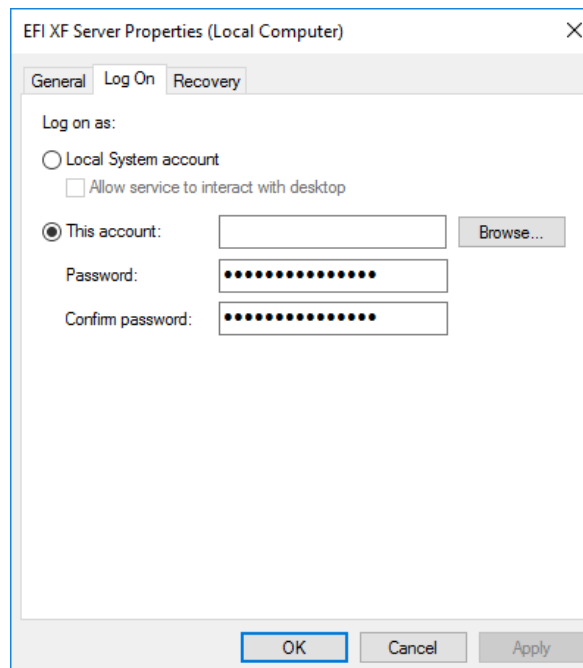 EFI XF Server Properties (Local Computer)
General Log On Recovery
Log on as:
Local System account
Allow service to interact with desktop
This account: Browse...
Password: ●●●●●●●●●●●●●●●
Confirm password: ●●●●●●●●●●●●●●●
OK Cancel Apply